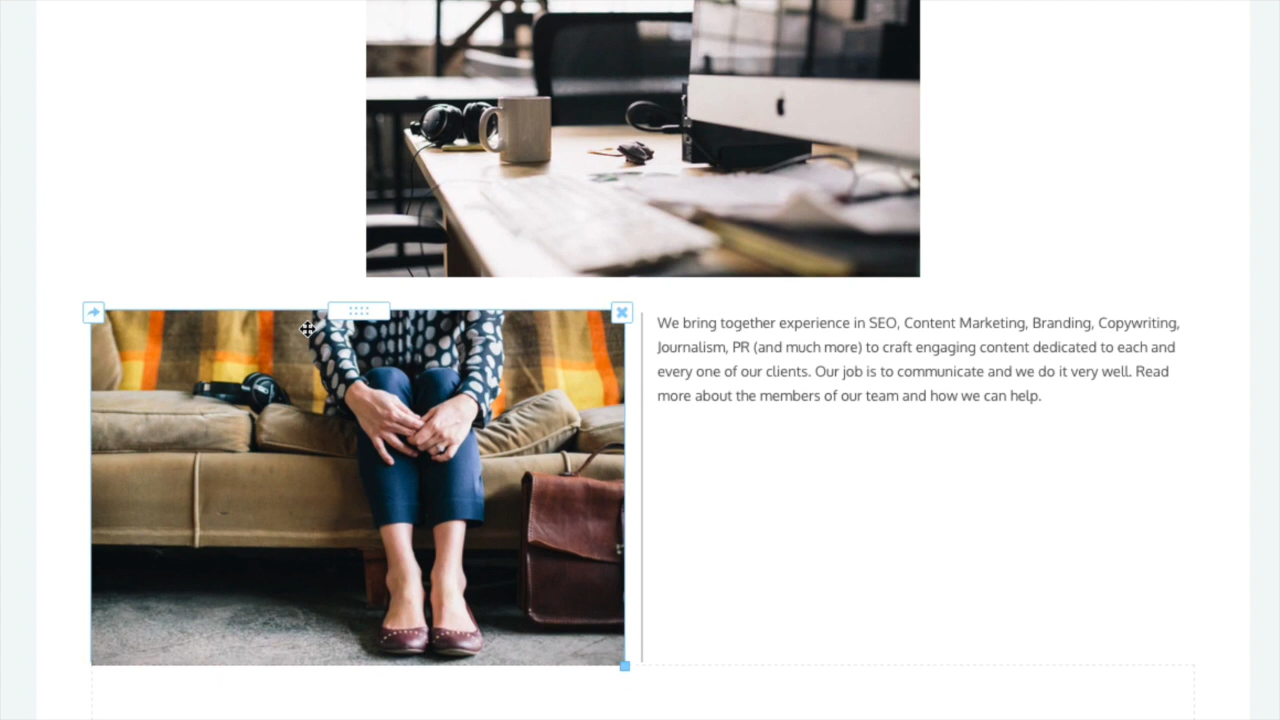 We bring together experience in SEO, Content Marketing, Branding, Copywriting,
Journalism, PR (and much more) to craft engaging content dedicated to each and
every one of our clients. Our job is to communicate and we do it very well. Read
more about the members of our team and how we can help.